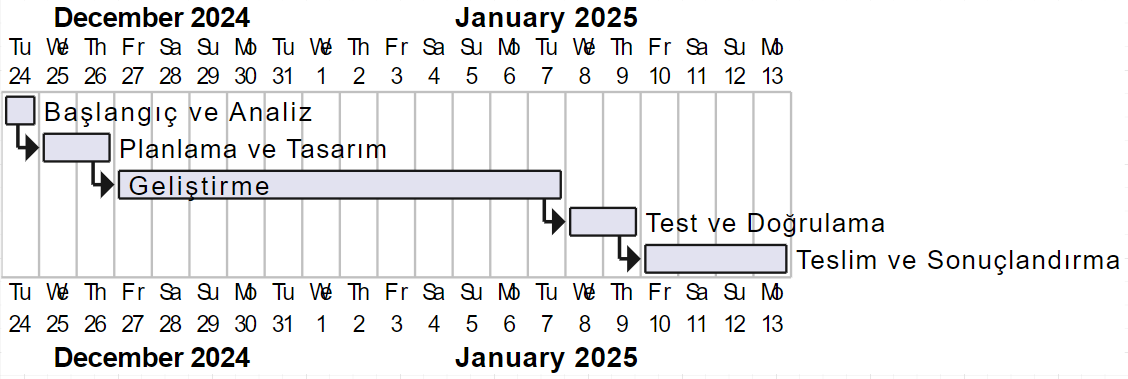 December 2024 January 2025
Tu We Th Fr Sa Su Mo Tu We Th Fr Sa Su Mo Tu We Th Fr Sa Su Mo
24 25 26 27 28 29 30 31 1 2 3 4 5 6 7 8 9 10 11 12 13
Başlangıç ve Analiz
Planlama ve Tasarım
Geliştirme
Test ve Doğrulama
Teslim ve Sonuçlandırma
Tu We Th Fr Sa Su Mo Tu We Th Fr Sa Su Mo Tu We Th Fr Sa Su Mo
24 25 26 27 28 29 30 31 1 2 3 4 5 6 7 8 9 10 11 12 13
December 2024 January 2025